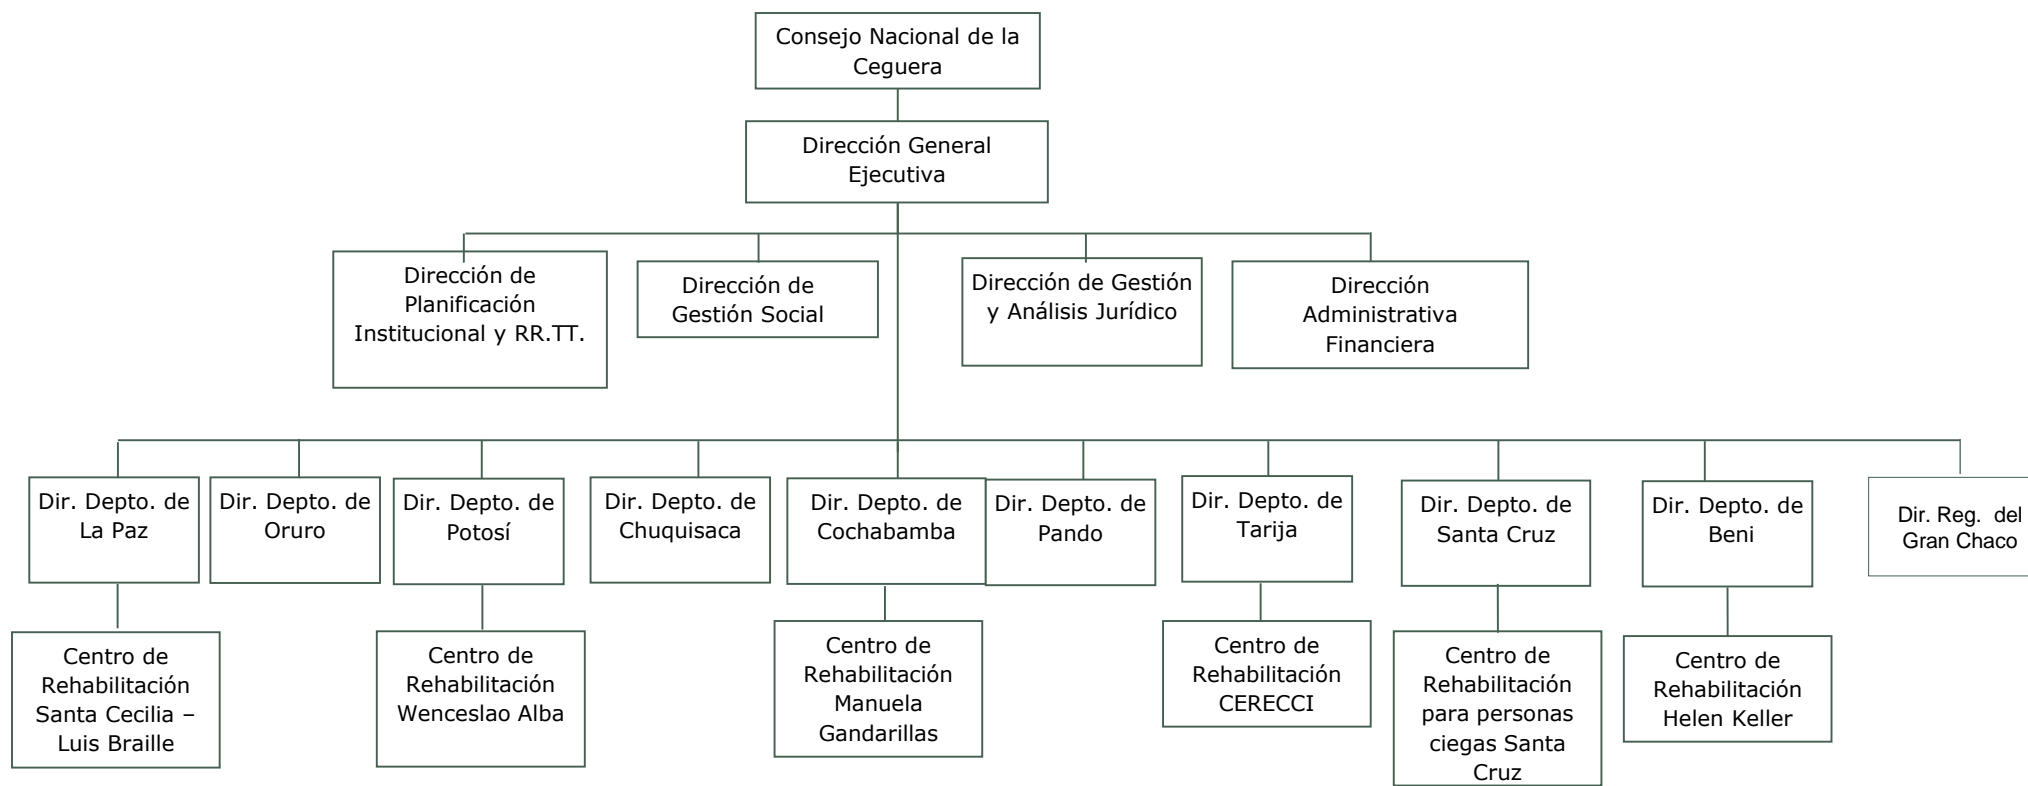 Consejo Nacional de la
Ceguera
Dirección General
Ejecutiva
Dirección de
Planificación
Institucional y RR.TT.
Dirección de
Gestión Social
Dirección de Gestión
y Análisis Jurídico
Dirección
Administrativa
Financiera
Dir. Depto. de
La Paz
Dir. Depto. de
Oruro
Dir. Depto. de
Potosí
Dir. Depto. de
Chuquisaca
Dir. Depto. de
Cochabamba
Dir. Depto. de
Pando
Dir. Depto. de
Tarija
Dir. Depto. de
Santa Cruz
Dir. Depto. de
Beni
Dir. Reg. del
Gran Chaco
Centro de
Rehabilitación
Santa Cecilia –
Luis Braille
Centro de
Rehabilitación
Wenceslao Alba
Centro de
Rehabilitación
Manuela
Gandarillas
Centro de
Rehabilitación
CERECCI
Centro de
Rehabilitación
para personas
ciegas Santa
Cruz
Centro de
Rehabilitación
Helen Keller